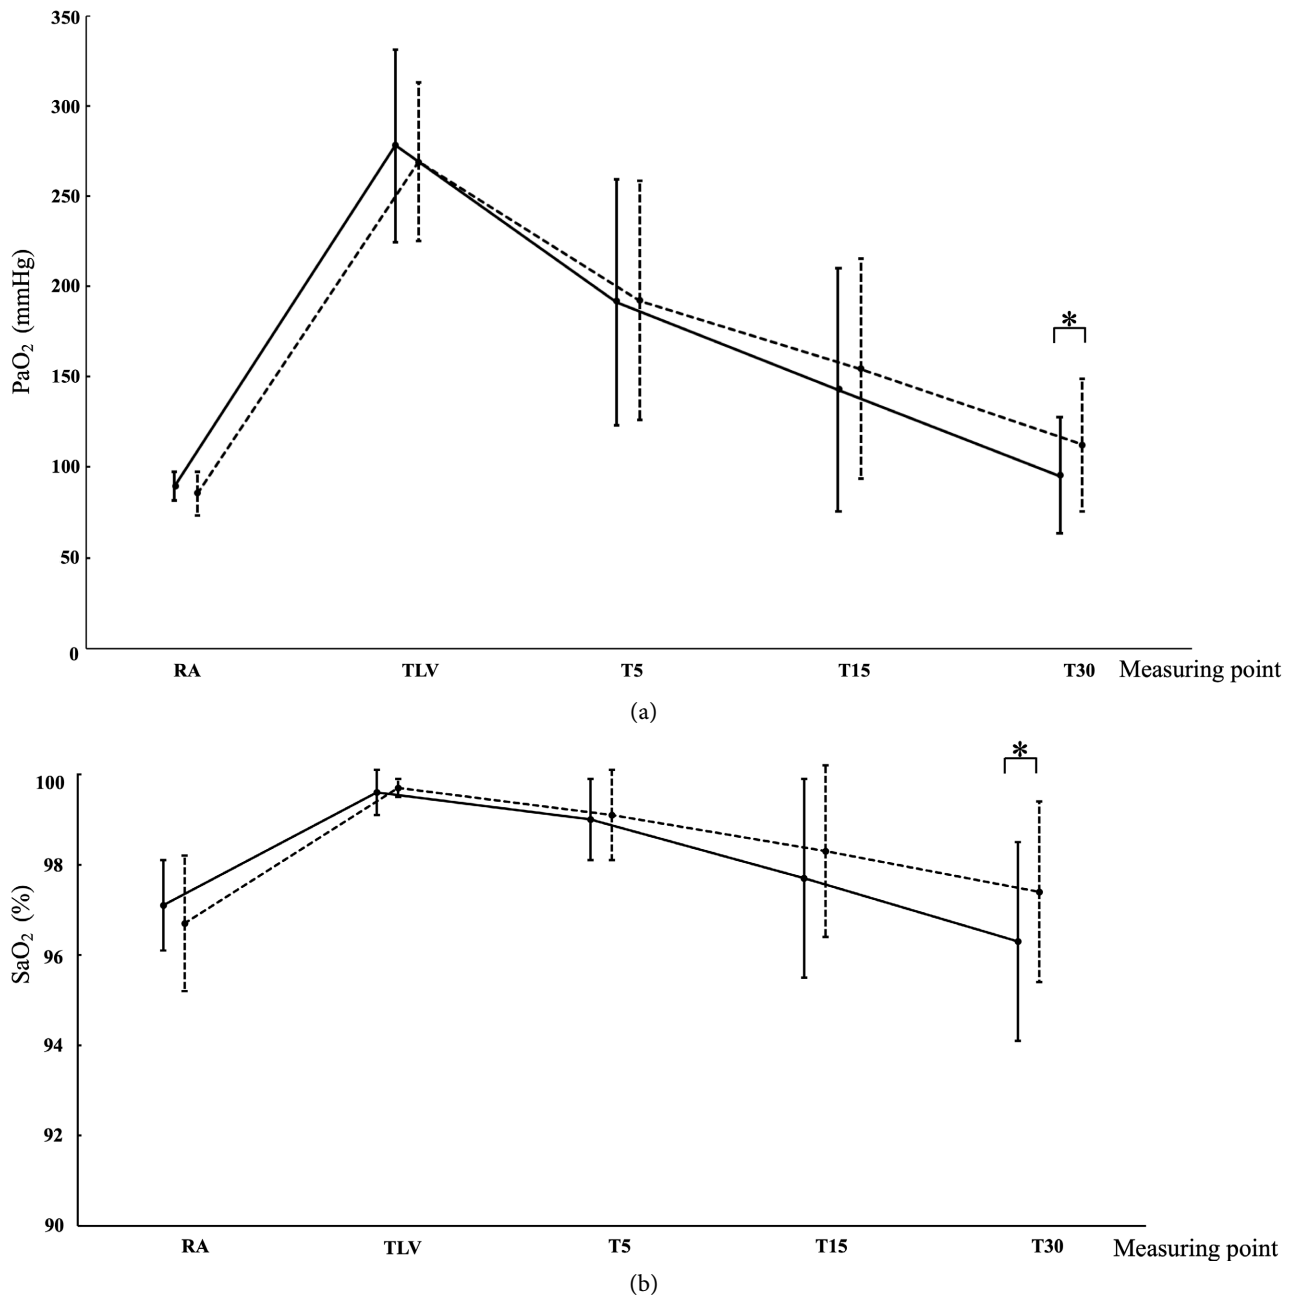 350
300
250
200
150
100
50
0
PaO2 (mmHg)
*
RA TLV T5 T15 T30 Measuring point
(a)
100
98
96
94
92
90
SaO2 (%)
*
RA TLV T5 T15 T30 Measuring point
(b)